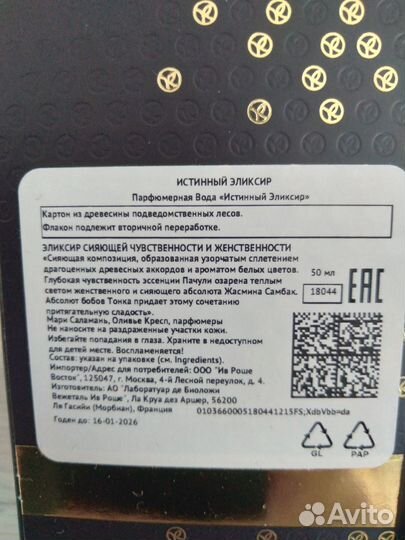 ИСТИННЫЙ ЭЛИКСИР
Парфюмерная Вода «Истинный Эликсир»
Картон из древесины подведомственных лесов.
Флакон подлежит вторичной переработке.
ЭЛИКСИР СИЯЮЩЕЙ ЧУВСТВЕННОСТИ И ЖЕНСТВЕННОСТИ
«Сияющая композиция, образованная узорчатым сплетением
драгоценных древесных аккордов и ароматом белых цветов.
Глубокая чувственность эссенции Пачули озарена теплым
светом женственного и сияющего абсолюта Жасмина Самбак.
Абсолют бобов Тонка придает этому сочетанию
притягательную сладость».
Мари Саламань, Оливье Кресп, парфюмеры
Не наносите на раздраженные участки кожи.
Избегайте попадания в глаза. Храните в недоступном
для детей месте. Воспламеняется!
Состав: указан на упаковке (см. Ingredients).
Импортер/Адрес для потребителей: ООО "Ив Роше
Восток", 125047, г. Москва, 4-й Лесной переулок, д. 4.
Изготовитель: АО "Лаборатуар де Биоложи
Вежеталь Ив Роше", Ла Круа дез Аршер, 56200
Ля Гасийи (Морбиан), Франция
Годен до: 16-01-2026
50 мл
18044
EAC
0103660005180441215FS;XdbVbb=da
GL
PAP
Avito